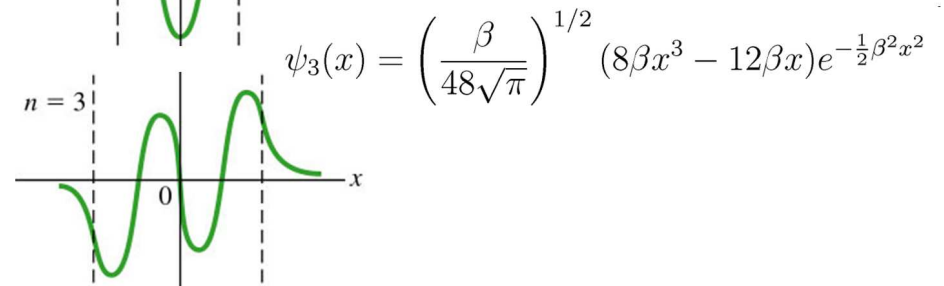 ψ₃(x) = (β / 48√π)^{1/2} (8βx³ − 12βx)e^{−½β²x²}
n = 3
0
x